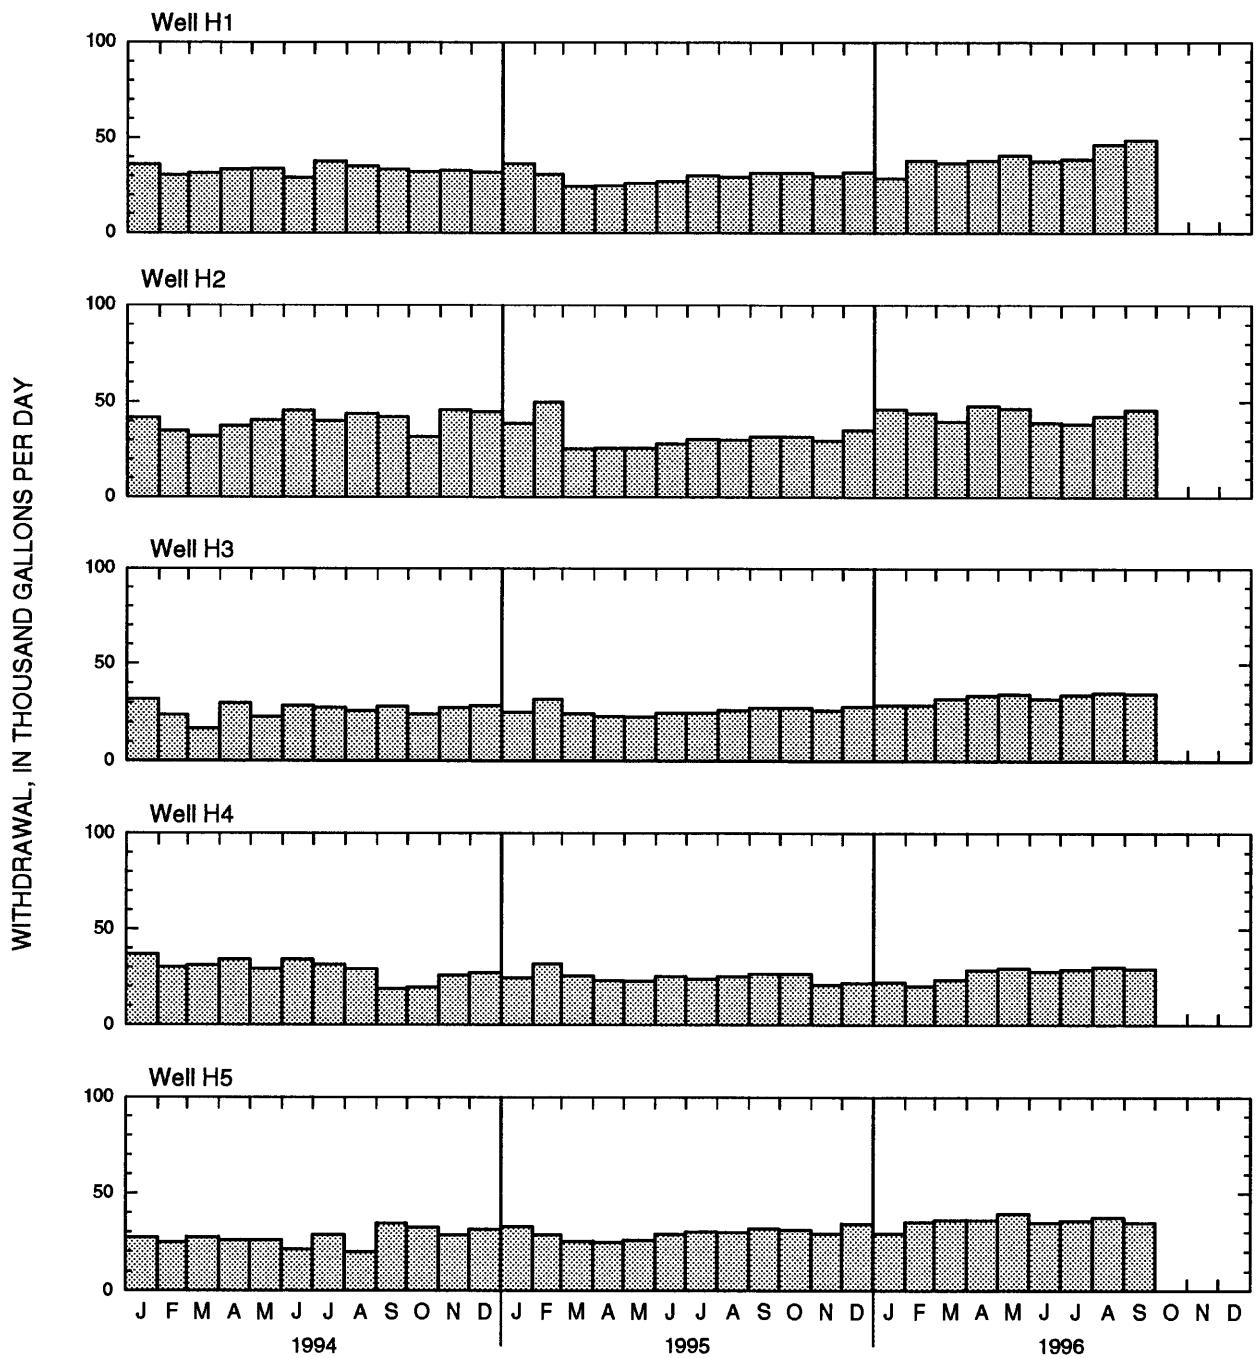 Well H1
100
50
0
Well H2
100
50
0
Well H3
100
50
0
Well H4
100
50
0
Well H5
100
50
0
WITHDRAWAL, IN THOUSAND GALLONS PER DAY
J F M A M J J A S O N D J F M A M J J A S O N D J F M A M J J A S O N D
1994 1995 1996